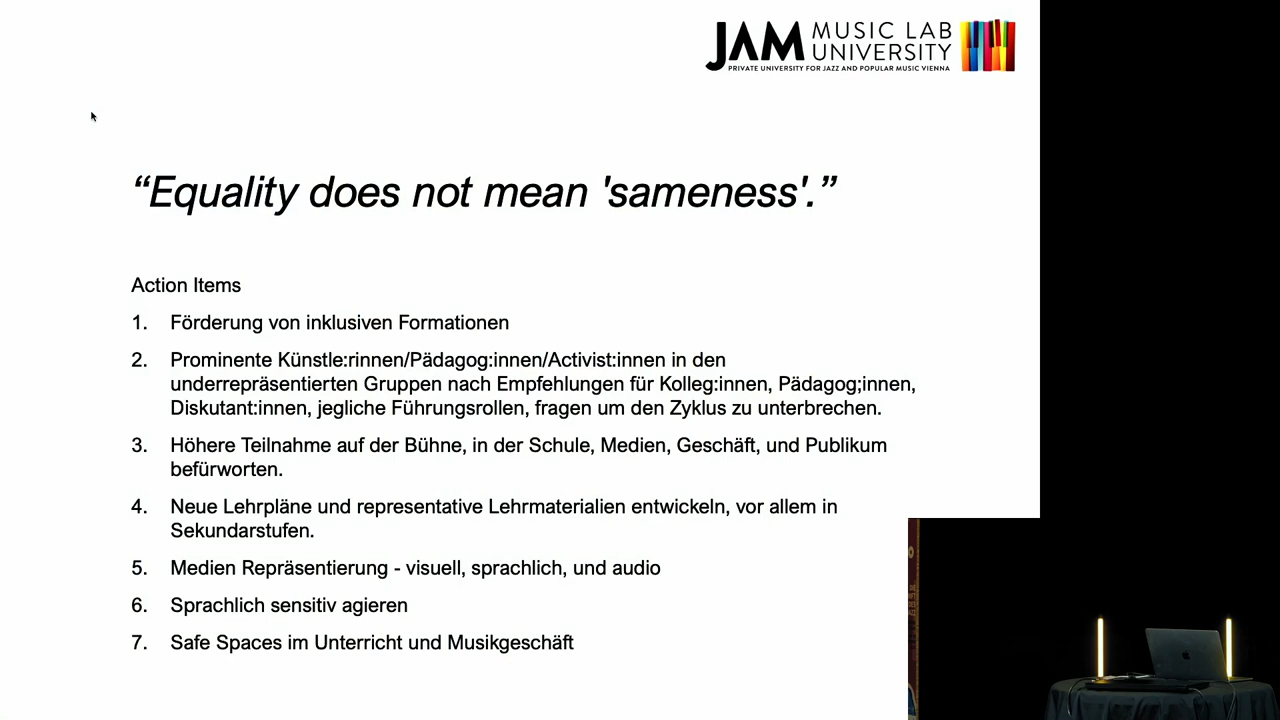 JAM MUSIC LAB
UNIVERSITY
PRIVATE UNIVERSITY FOR JAZZ AND POPULAR MUSIC VIENNA
“Equality does not mean 'sameness'.”
Action Items
1. Förderung von inklusiven Formationen
2. Prominente Künstle:rinnen/Pädagog:innen/Activist:innen in den
underrepräsentierten Gruppen nach Empfehlungen für Kolleg:innen, Pädagog;innen,
Diskutant:innen, jegliche Führungsrollen, fragen um den Zyklus zu unterbrechen.
3. Höhere Teilnahme auf der Bühne, in der Schule, Medien, Geschäft, und Publikum
befürworten.
4. Neue Lehrpläne und representative Lehrmaterialien entwickeln, vor allem in
Sekundarstufen.
5. Medien Repräsentierung - visuell, sprachlich, und audio
6. Sprachlich sensitiv agieren
7. Safe Spaces im Unterricht und Musikgeschäft